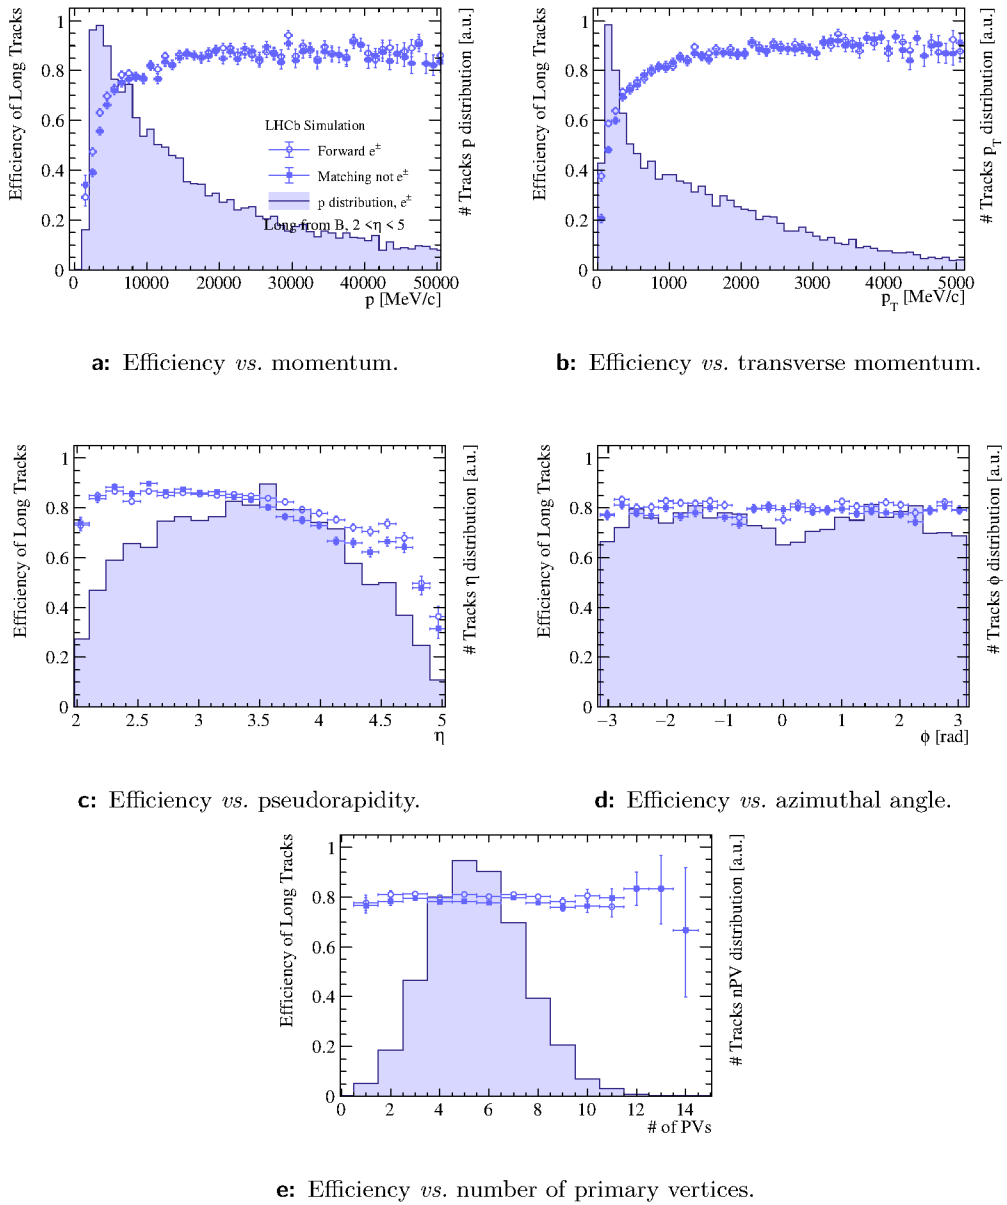 Efficiency of Long Tracks
1
0.8
0.6
0.4
0.2
0
LHCb Simulation
Forward e±
Matching not e±
p distribution, e±
Long from B, 2 <η < 5
0 10000 20000 30000 40000 50000
p [MeV/c]
# Tracks p distribution [a.u.]
Efficiency of Long Tracks
1
0.8
0.6
0.4
0.2
0
0 1000 2000 3000 4000 5000
p_T [MeV/c]
# Tracks p_T distribution [a.u.]
a: Efficiency vs. momentum.
b: Efficiency vs. transverse momentum.
Efficiency of Long Tracks
1
0.8
0.6
0.4
0.2
0
2 2.5 3 3.5 4 4.5 5
η
# Tracks η distribution [a.u.]
Efficiency of Long Tracks
1
0.8
0.6
0.4
0.2
0
−3 −2 −1 0 1 2 3
ϕ [rad]
# Tracks ϕ distribution [a.u.]
c: Efficiency vs. pseudorapidity.
d: Efficiency vs. azimuthal angle.
Efficiency of Long Tracks
1
0.8
0.6
0.4
0.2
0
0 2 4 6 8 10 12 14
# of PVs
# Tracks nPV distribution [a.u.]
e: Efficiency vs. number of primary vertices.